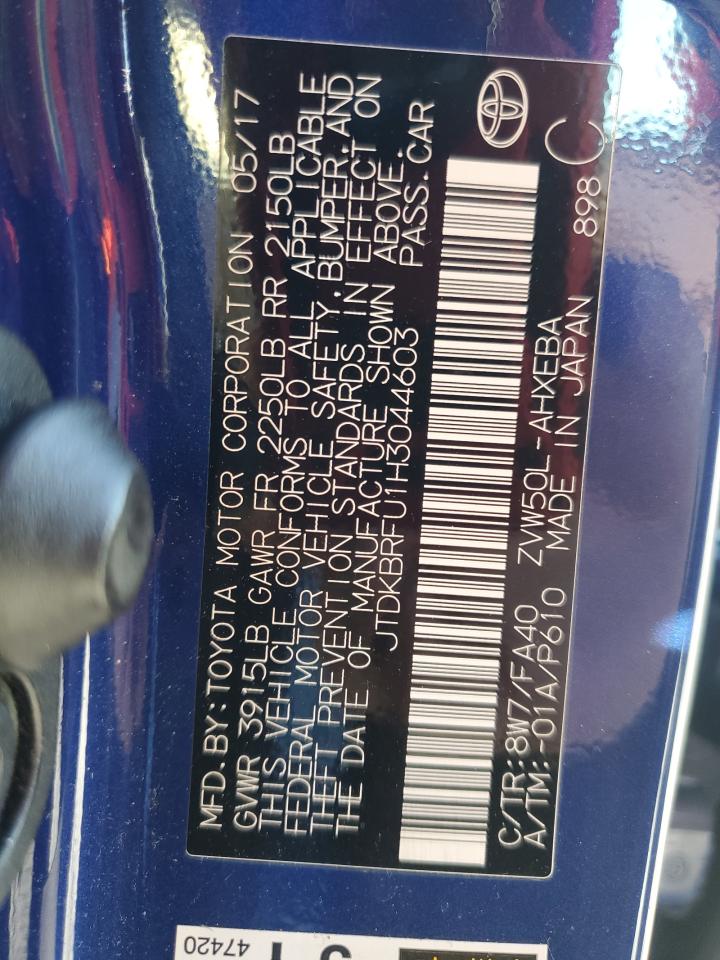 MFD.BY:TOYOTA MOTOR CORPORATION 05/17
GVWR 3915LB GAWR FR 2250LB RR 2150LB
THIS VEHICLE CONFORMS TO ALL APPLICABLE
FEDERAL MOTOR VEHICLE SAFETY, BUMPER, AND
THEFT PREVENTION STANDARDS IN EFFECT ON
THE DATE OF MANUFACTURE SHOWN ABOVE.
JTDKBRFU1H3044603 PASS.CAR
C/TR:8W7/FA40 ZVW50L-AHXEBA
A/TM:-01A/P610 MADE IN JAPAN 898 C
47420